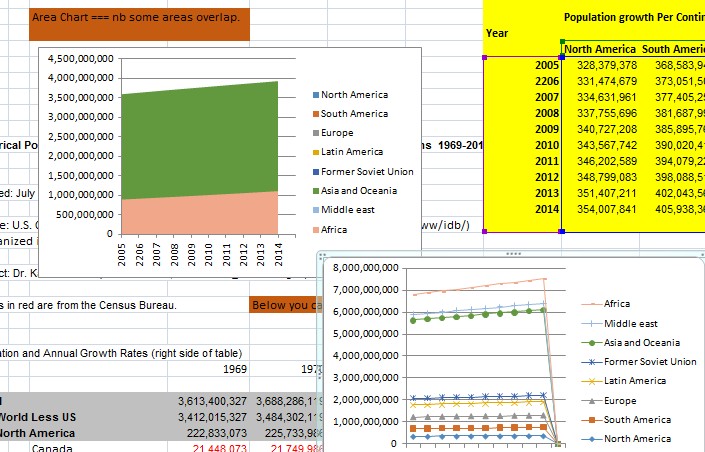 Area Chart === nb some areas overlap.
Population growth Per Contin
Year
North America South Ameri
2005 328,379,378 368,583,9
2206 331,474,679 373,051,5
2007 334,631,961 377,405,2
2008 337,755,696 381,687,9
2009 340,727,208 385,895,7
2010 343,567,742 390,020,4
2011 346,202,589 394,079,2
2012 348,799,083 398,088,5
2013 351,407,211 402,043,5
2014 354,007,841 405,938,3
4,500,000,000
4,000,000,000
3,500,000,000
3,000,000,000
2,500,000,000
2,000,000,000
1,500,000,000
1,000,000,000
500,000,000
0
2005 2206 2007 2008 2009 2010 2011 2012 2013 2014
North America
South America
Europe
Latin America
Former Soviet Union
Asia and Oceania
Middle east
Africa
rical Po
ns 1969-201
ed: July
e: U.S. C
ww/idb/)
anized i
ct: Dr. K
s in red are from the Census Bureau.
Below you ca
tion and Annual Growth Rates (right side of table)
1969 197
l 3,613,400,327 3,688,286,11
World Less US 3,412,015,327 3,484,302,11
North America 222,833,073 225,733,98
Canada 21,448,073 21,749,986
8,000,000,000
7,000,000,000
6,000,000,000
5,000,000,000
4,000,000,000
3,000,000,000
2,000,000,000
1,000,000,000
0
Africa
Middle east
Asia and Oceania
Former Soviet Union
Latin America
Europe
South America
North America